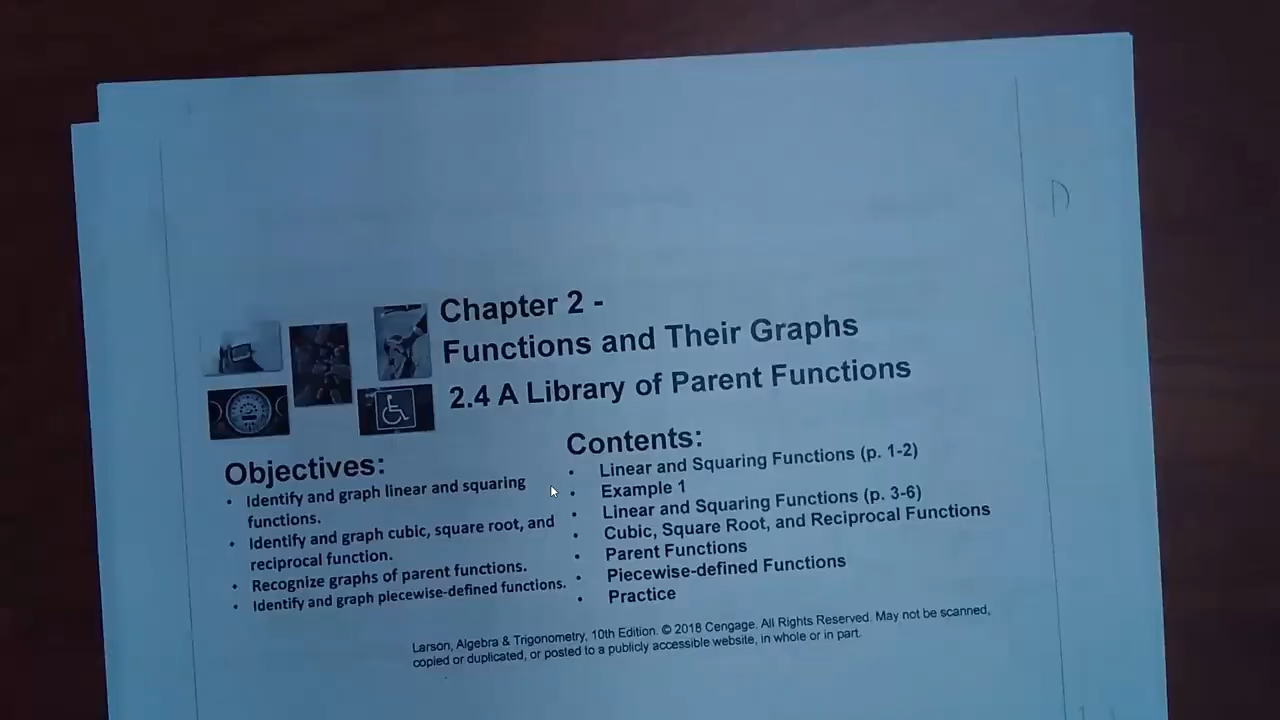 Chapter 2 -
Functions and Their Graphs
2.4 A Library of Parent Functions
Objectives:
• Identify and graph linear and squaring
functions.
• Identify and graph cubic, square root, and
reciprocal function.
• Recognize graphs of parent functions.
• Identify and graph piecewise-defined functions.
Contents:
• Linear and Squaring Functions (p. 1-2)
• Example 1
• Linear and Squaring Functions (p. 3-6)
• Cubic, Square Root, and Reciprocal Functions
• Parent Functions
• Piecewise-defined Functions
• Practice
Larson, Algebra & Trigonometry, 10th Edition. © 2018 Cengage. All Rights Reserved. May not be scanned,
copied or duplicated, or posted to a publicly accessible website, in whole or in part.